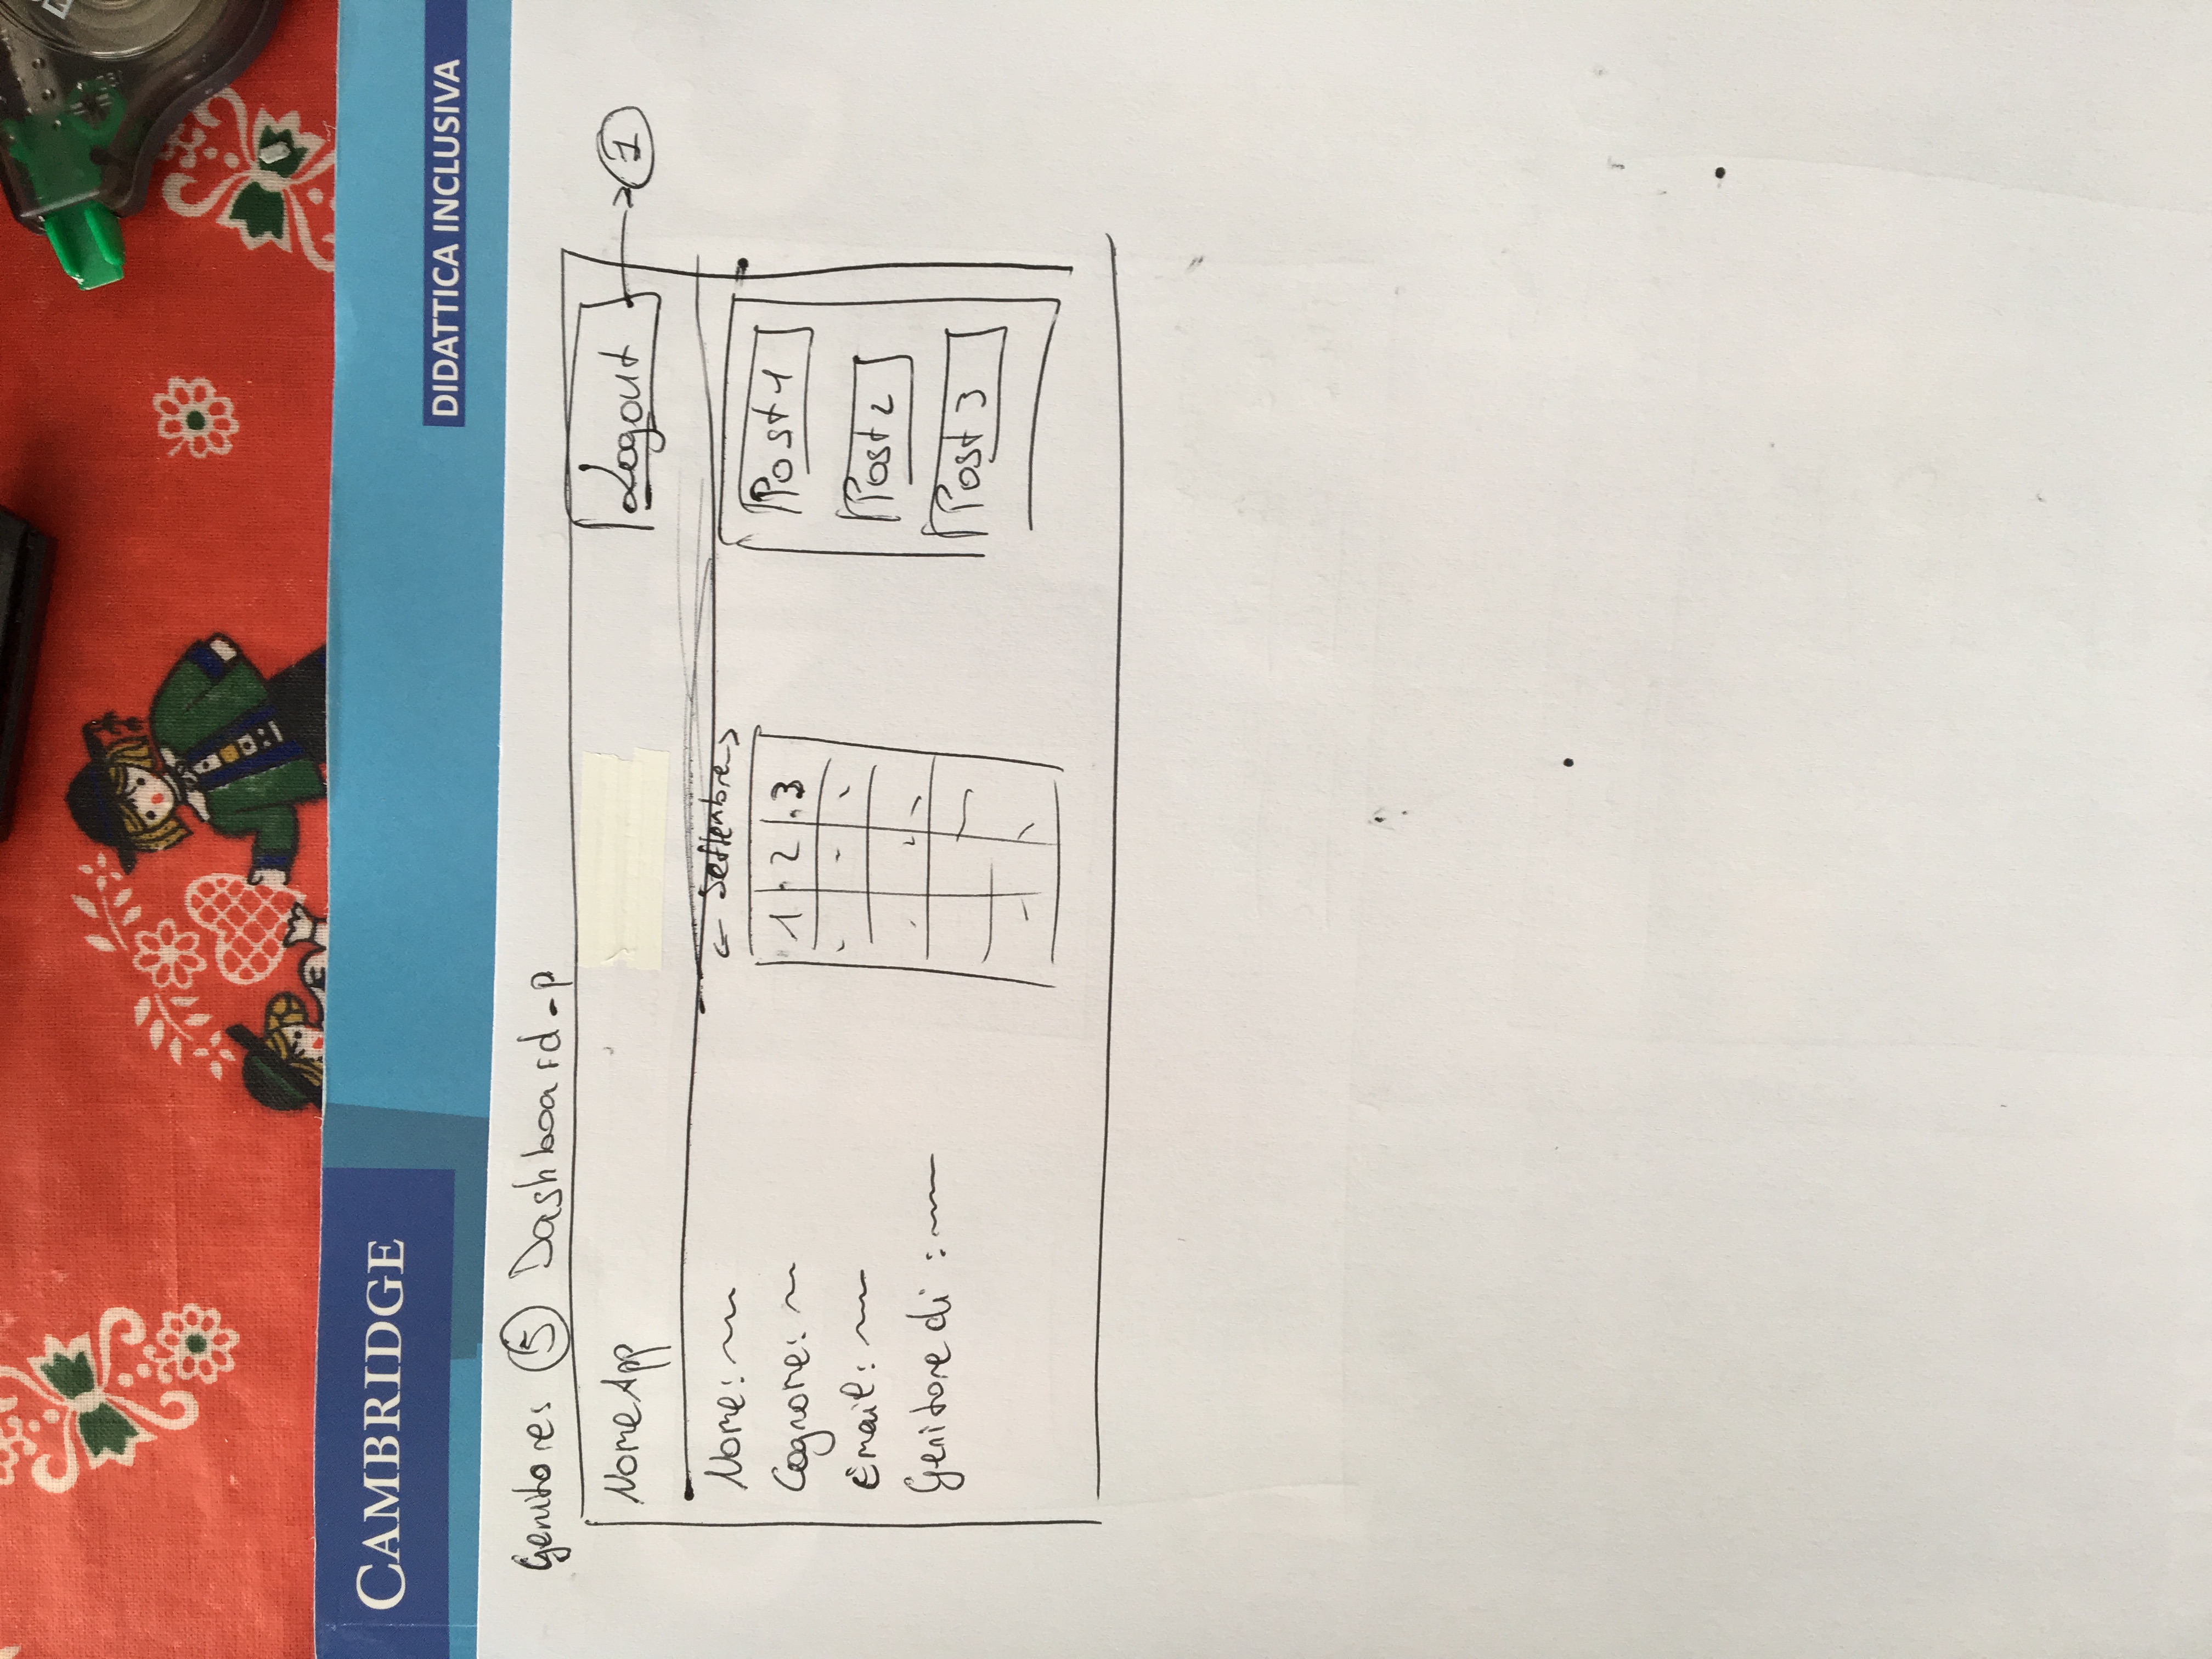 CAMBRIDGE
DIDATTICA INCLUSIVA
Genitores 5 Dashboard-p
NomeApp
Logout → 1
Nome:
← Settembre →
Cognome:
Email:
Genitore di :
1 2 3
Post 1
Post 2
Post 3